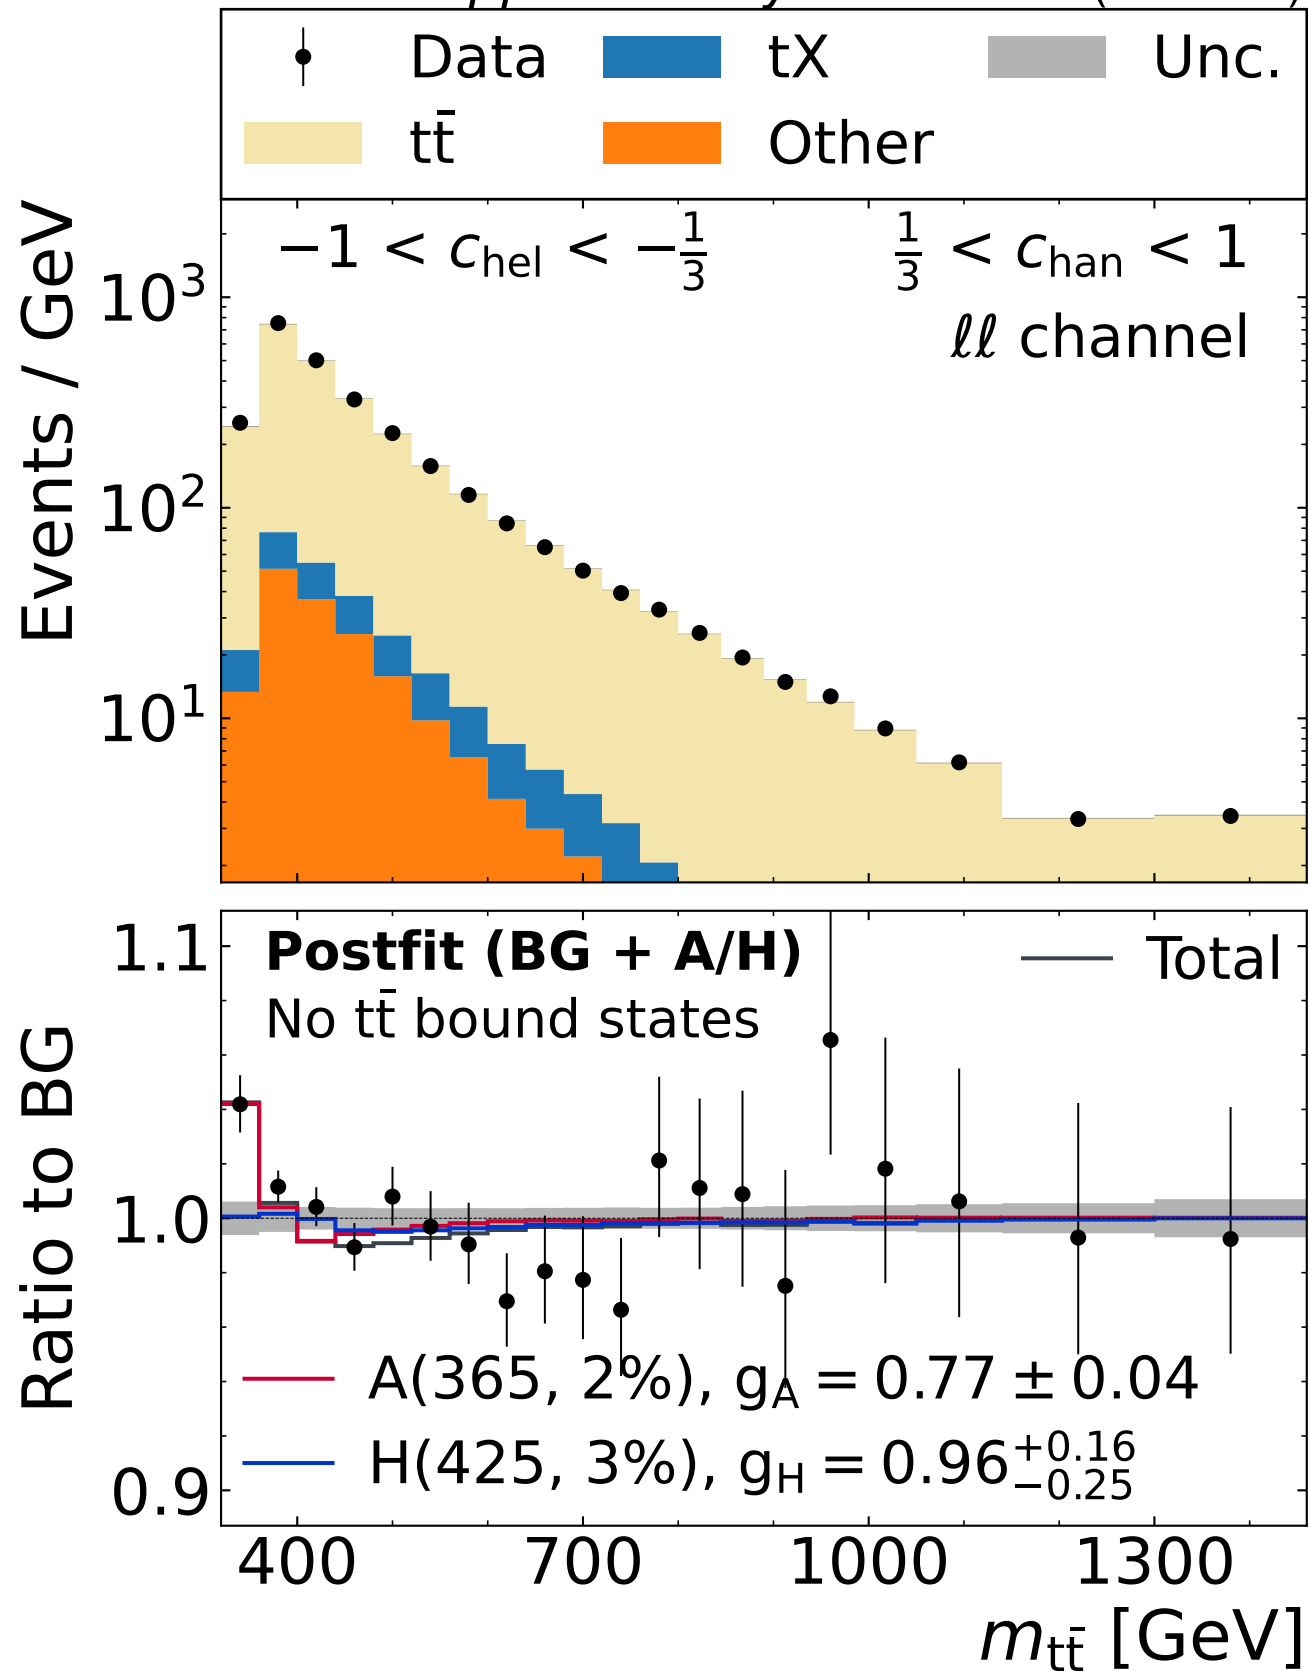 Data tX Unc.
tt̄ Other
−1 < c_hel < −1/3 1/3 < c_han < 1
ℓℓ channel
Events / GeV
10³
10²
10¹
Postfit (BG + A/H) Total
No tt̄ bound states
Ratio to BG
1.1
1.0
0.9
A(365, 2%), g_A = 0.77 ± 0.04
H(425, 3%), g_H = 0.96 +0.16 −0.25
400 700 1000 1300
m_tt̄ [GeV]